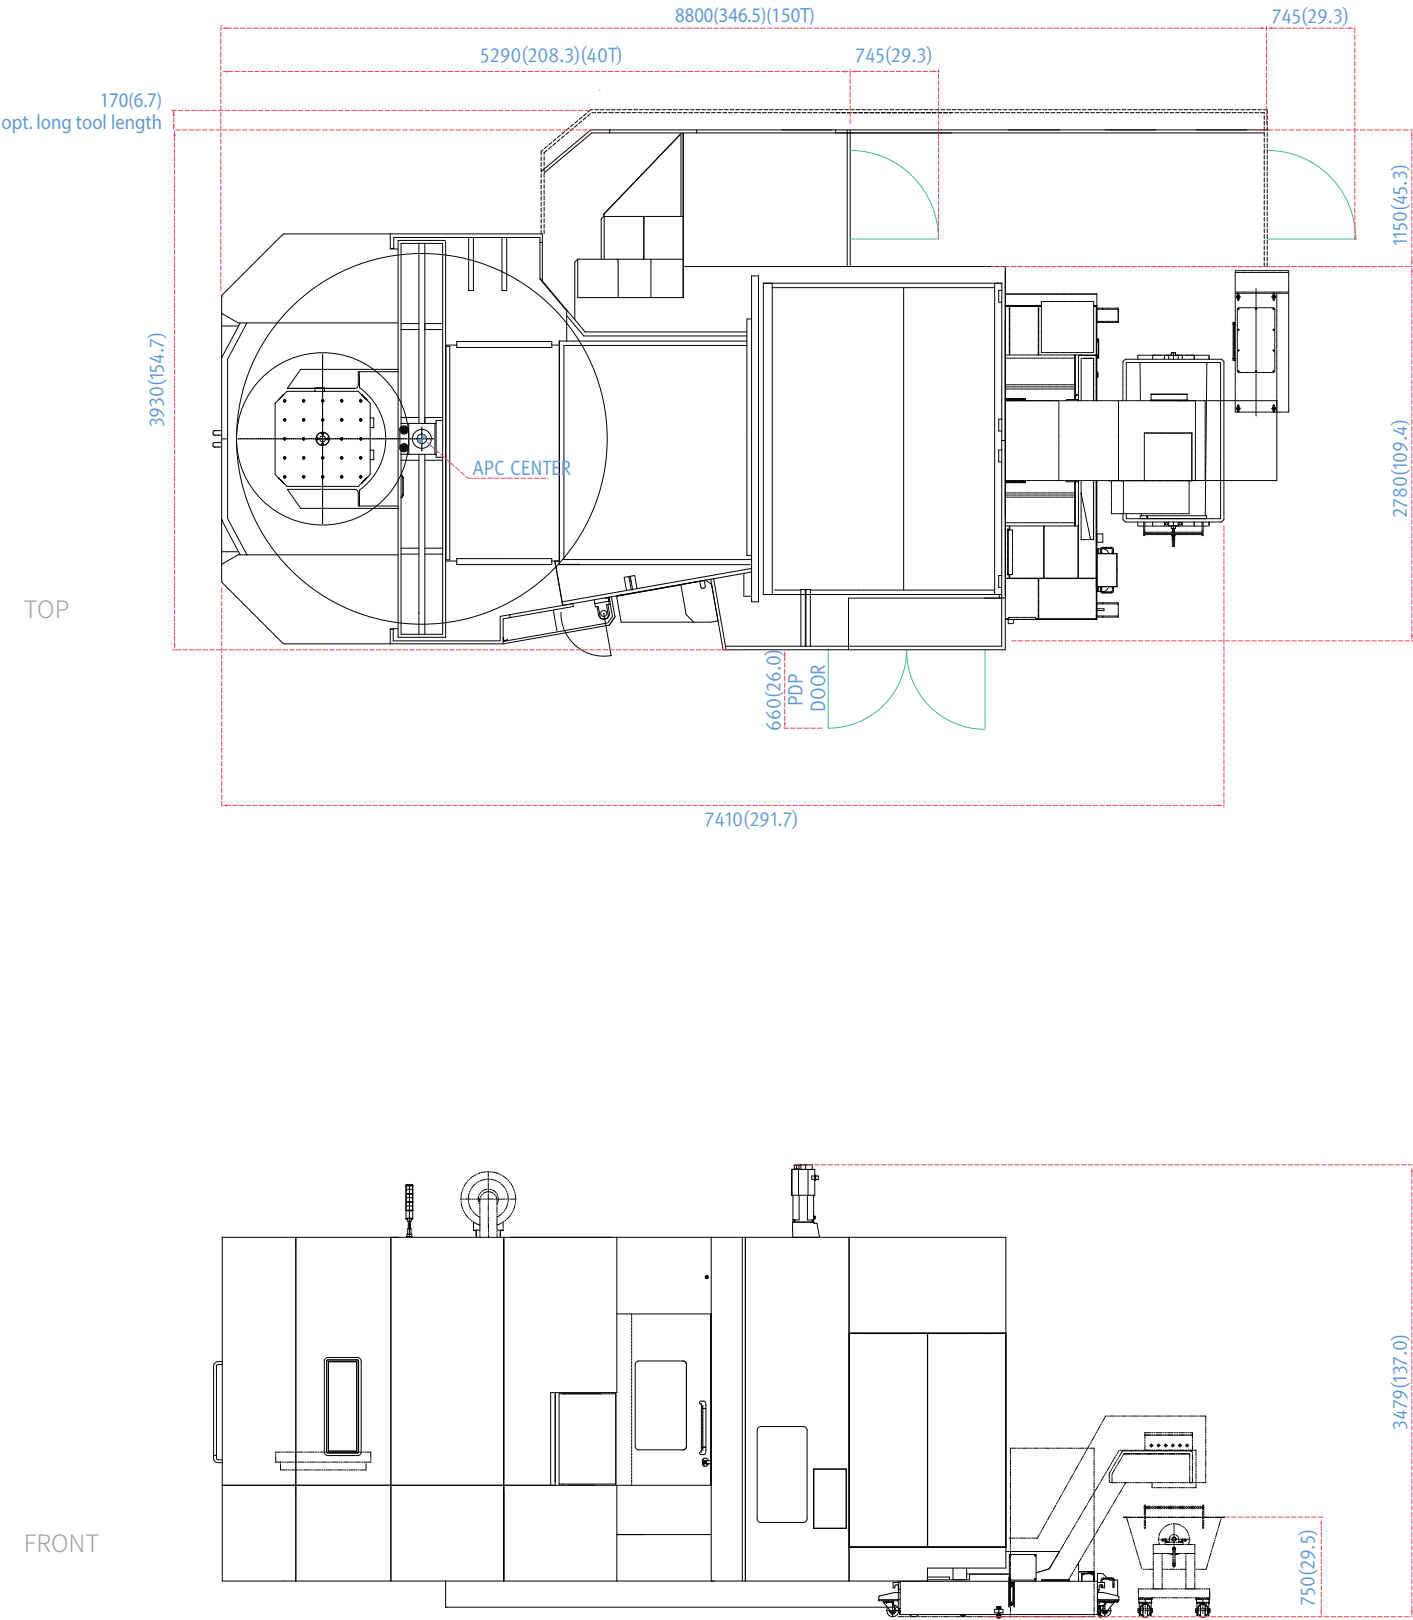 8800(346.5)(150T)
745(29.3)
5290(208.3)(40T)
745(29.3)
170(6.7)
opt. long tool length
1150(45.3)
3930(154.7)
APC CENTER
2780(109.4)
TOP
660(26.0)
PDP
DOOR
7410(291.7)
3479(137.0)
FRONT
750(29.5)